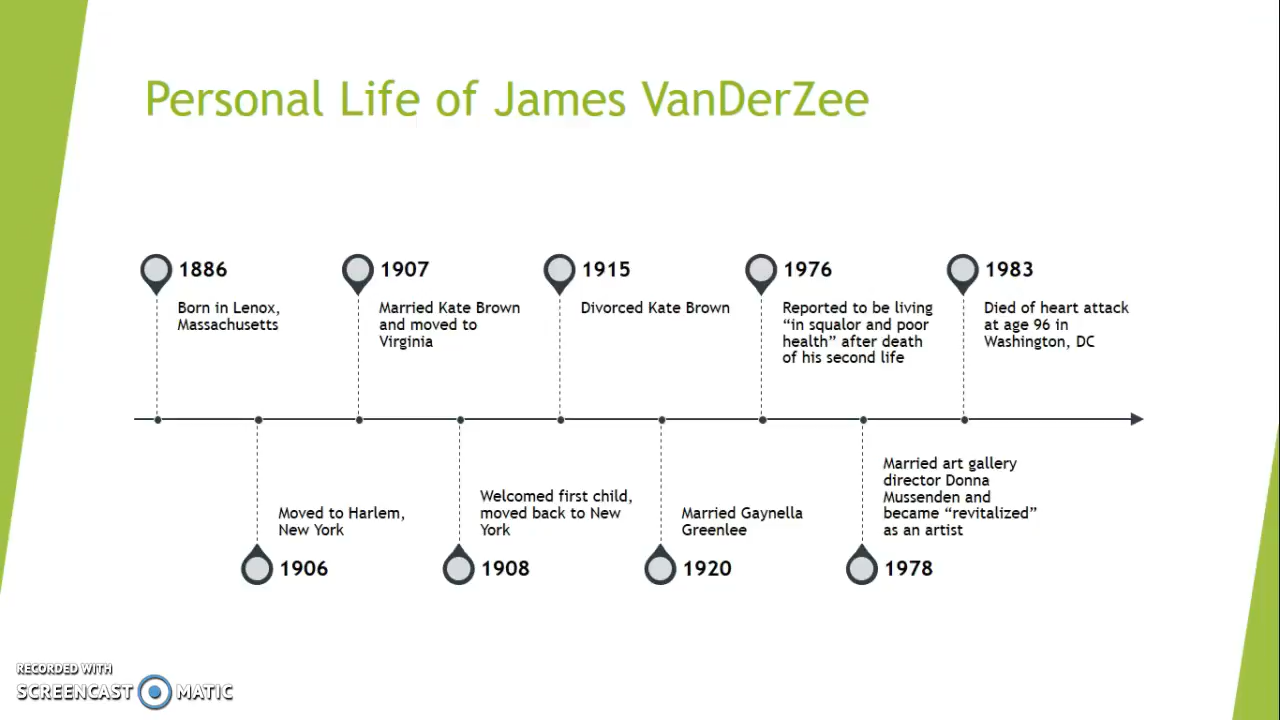 Personal Life of James VanDerZee
1886
Born in Lenox,
Massachusetts
1907
Married Kate Brown
and moved to
Virginia
1915
Divorced Kate Brown
1976
Reported to be living
“in squalor and poor
health” after death
of his second life
1983
Died of heart attack
at age 96 in
Washington, DC
Moved to Harlem,
New York
1906
Welcomed first child,
moved back to New
York
1908
Married Gaynella
Greenlee
1920
Married art gallery
director Donna
Mussenden and
became “revitalized”
as an artist
1978
RECORDED WITH
SCREENCAST MATIC